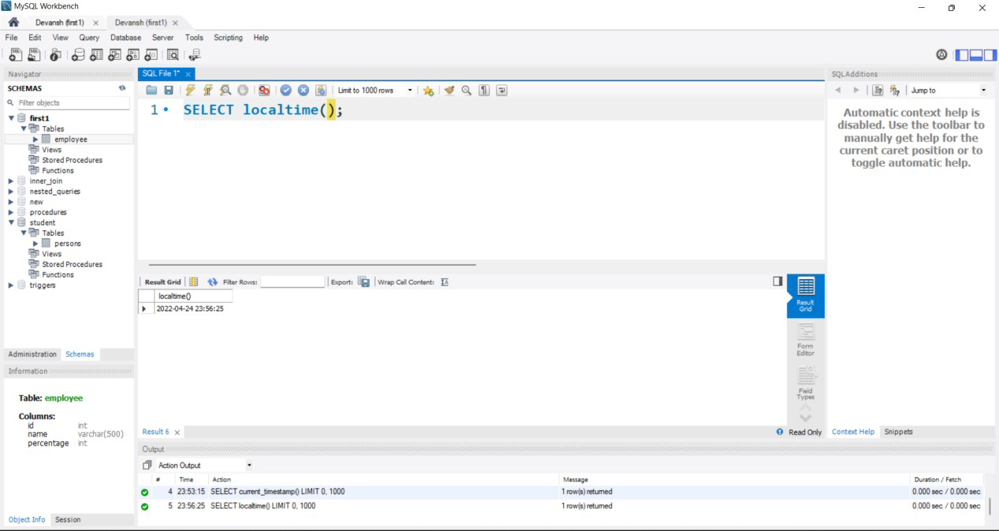 MySQL Workbench
Devansh (first1) Devansh (first1)
File Edit View Query Database Server Tools Scripting Help
Navigator
SCHEMAS
Filter objects
first1
Tables
employee
Views
Stored Procedures
Functions
inner_join
nested_queries
new
procedures
student
Tables
persons
Views
Stored Procedures
Functions
triggers
Administration Schemas
Information
Table: employee
Columns:
id int
name varchar(500)
percentage int
Object Info Session
SQL File 1*
Limit to 1000 rows
1 SELECT localtime();
Result Grid Filter Rows: Export: Wrap Cell Content:
localtime()
2022-04-24 23:56:25
Result Grid
Form Editor
Field Types
Result 6 Read Only
Output
Action Output
# Time Action Message Duration / Fetch
4 23:53:15 SELECT current_timestamp() LIMIT 0, 1000 1 row(s) returned 0.000 sec / 0.000 sec
5 23:56:25 SELECT localtime() LIMIT 0, 1000 1 row(s) returned 0.000 sec / 0.000 sec
SQLAdditions
Jump to
Automatic context help is
disabled. Use the toolbar to
manually get help for the
current caret position or to
toggle automatic help.
Context Help Snippets